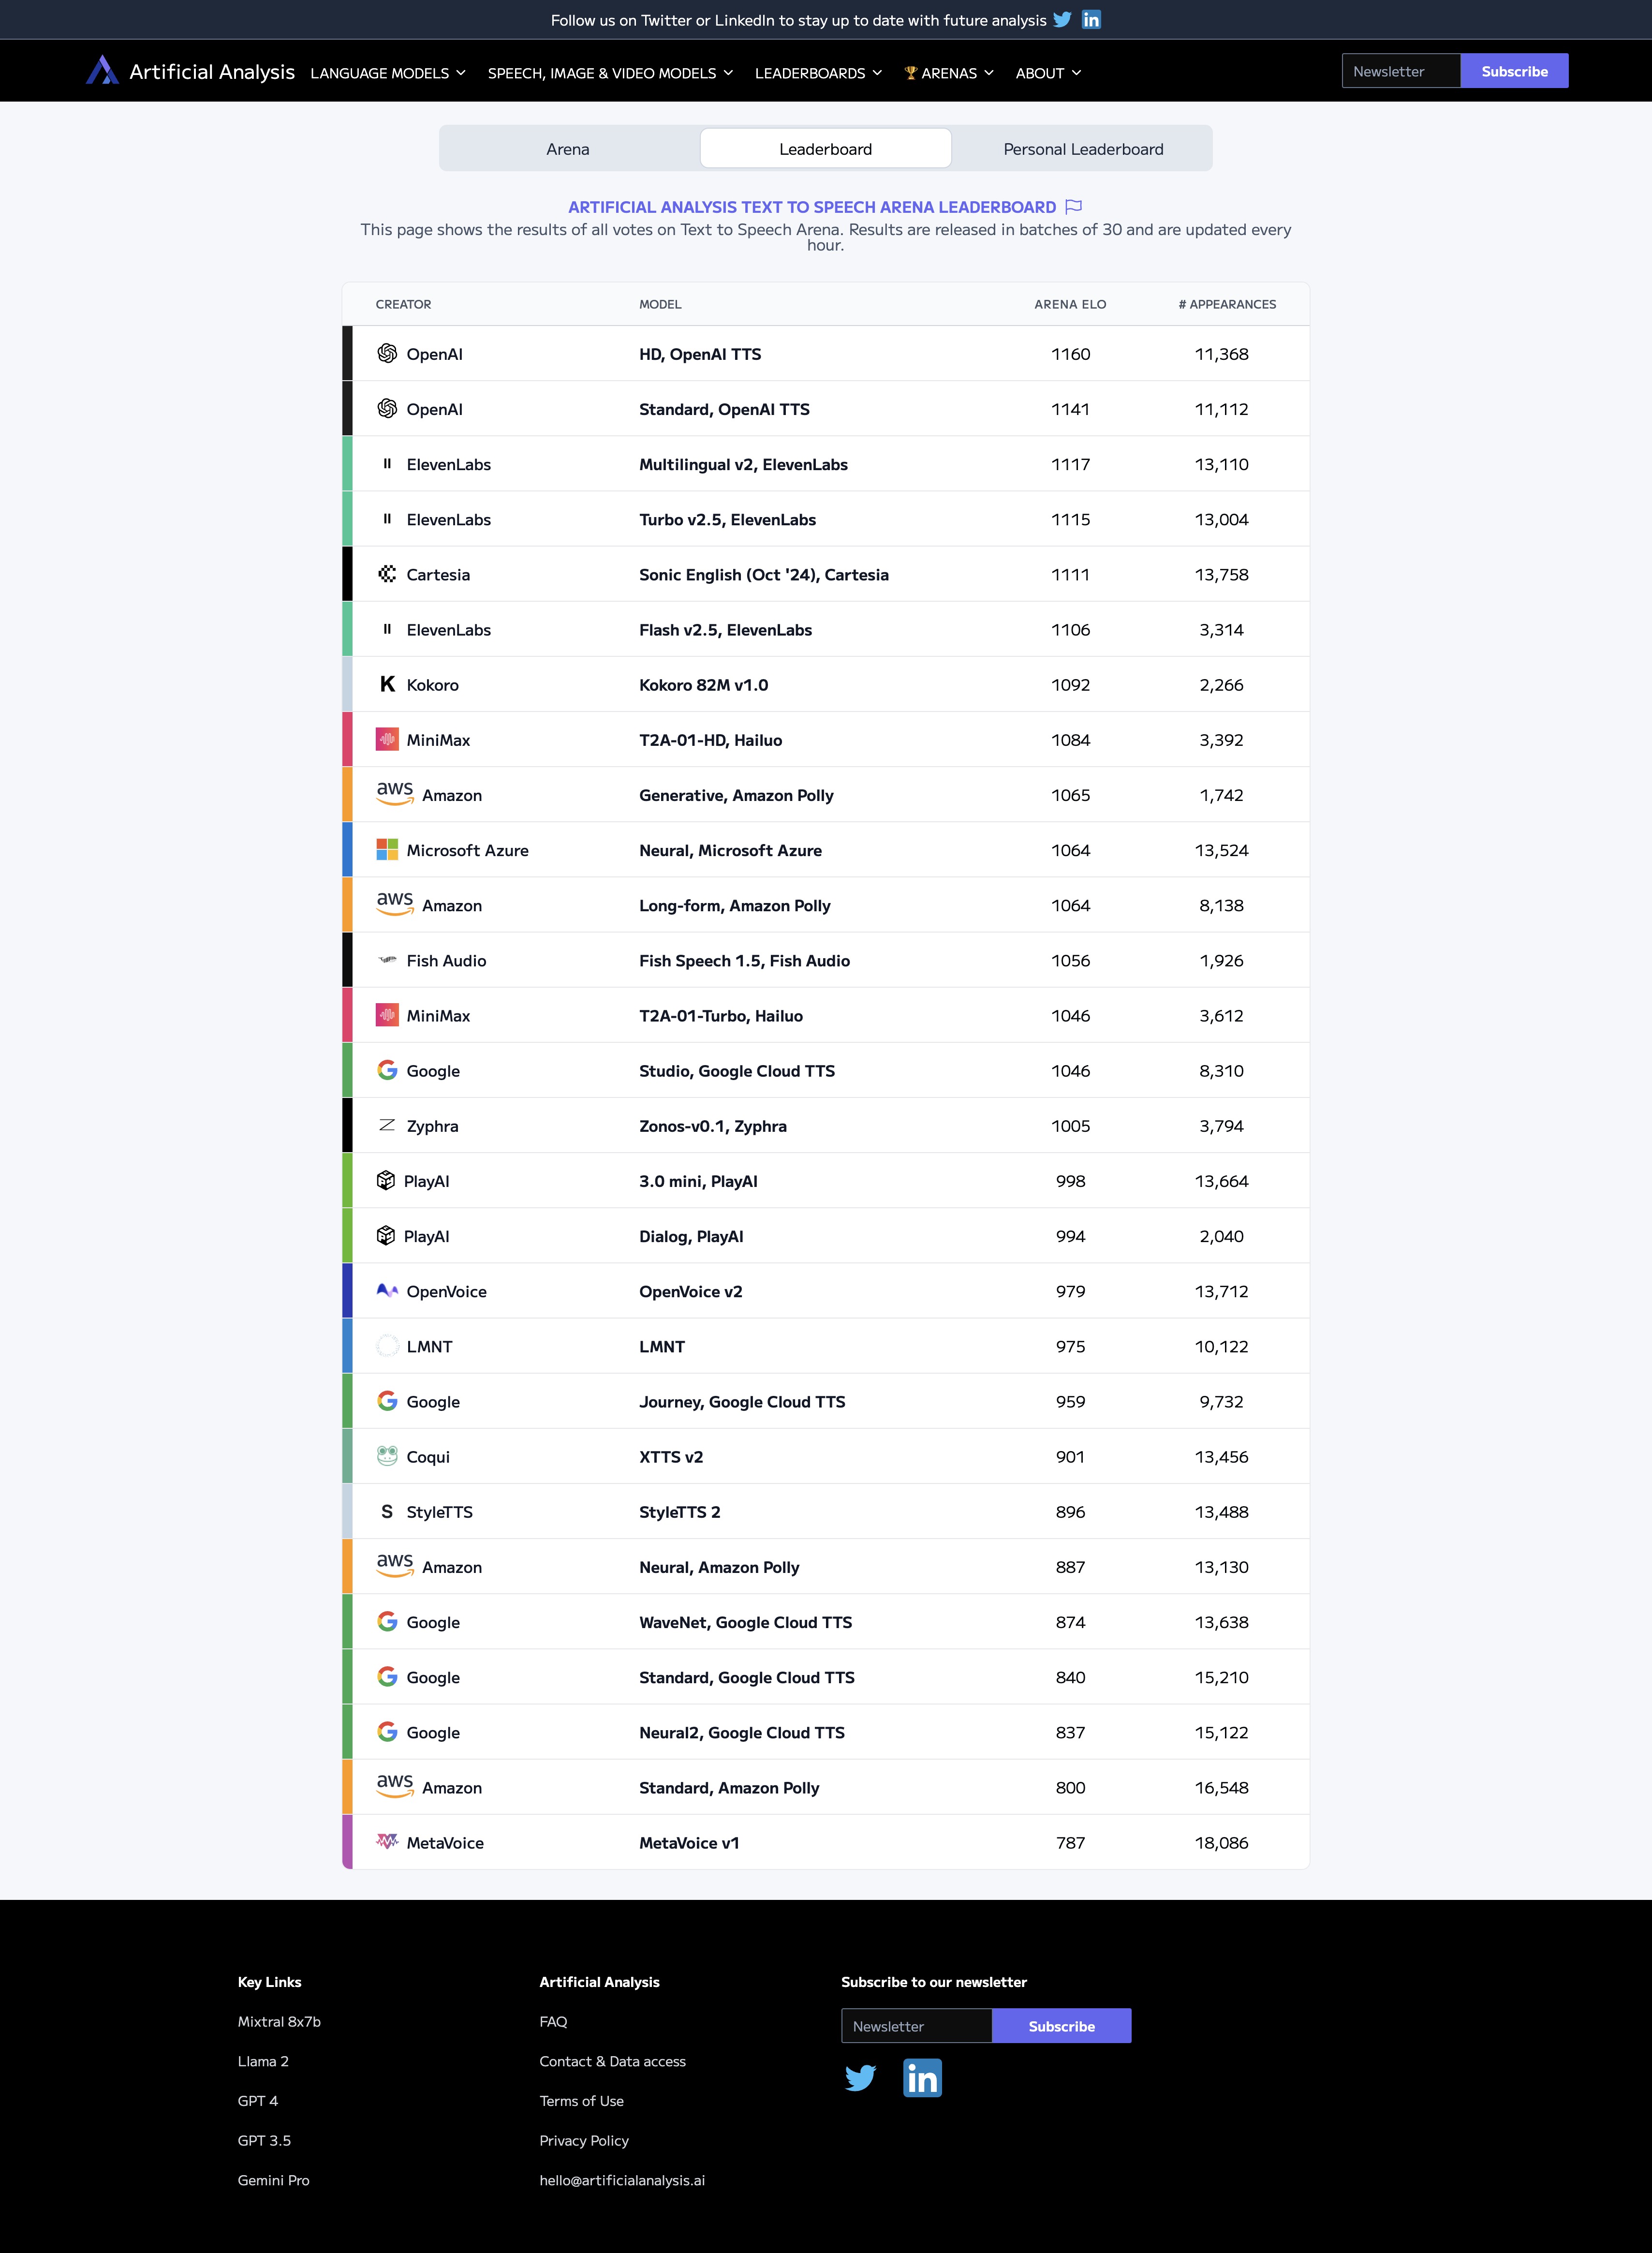 Follow us on Twitter or LinkedIn to stay up to date with future analysis
Artificial Analysis LANGUAGE MODELS SPEECH, IMAGE & VIDEO MODELS LEADERBOARDS ARENAS ABOUT Newsletter Subscribe
Arena Leaderboard Personal Leaderboard
ARTIFICIAL ANALYSIS TEXT TO SPEECH ARENA LEADERBOARD
This page shows the results of all votes on Text to Speech Arena. Results are released in batches of 30 and are updated every
hour.
CREATOR MODEL ARENA ELO # APPEARANCES
OpenAI HD, OpenAI TTS 1160 11,368
OpenAI Standard, OpenAI TTS 1141 11,112
ElevenLabs Multilingual v2, ElevenLabs 1117 13,110
ElevenLabs Turbo v2.5, ElevenLabs 1115 13,004
Cartesia Sonic English (Oct '24), Cartesia 1111 13,758
ElevenLabs Flash v2.5, ElevenLabs 1106 3,314
K Kokoro Kokoro 82M v1.0 1092 2,266
MiniMax T2A-01-HD, Hailuo 1084 3,392
aws Amazon Generative, Amazon Polly 1065 1,742
Microsoft Azure Neural, Microsoft Azure 1064 13,524
aws Amazon Long-form, Amazon Polly 1064 8,138
Fish Audio Fish Speech 1.5, Fish Audio 1056 1,926
MiniMax T2A-01-Turbo, Hailuo 1046 3,612
Google Studio, Google Cloud TTS 1046 8,310
Zyphra Zonos-v0.1, Zyphra 1005 3,794
PlayAI 3.0 mini, PlayAI 998 13,664
PlayAI Dialog, PlayAI 994 2,040
OpenVoice OpenVoice v2 979 13,712
LMNT LMNT 975 10,122
Google Journey, Google Cloud TTS 959 9,732
Coqui XTTS v2 901 13,456
S StyleTTS StyleTTS 2 896 13,488
aws Amazon Neural, Amazon Polly 887 13,130
Google WaveNet, Google Cloud TTS 874 13,638
Google Standard, Google Cloud TTS 840 15,210
Google Neural2, Google Cloud TTS 837 15,122
aws Amazon Standard, Amazon Polly 800 16,548
MetaVoice MetaVoice v1 787 18,086
Key Links Artificial Analysis Subscribe to our newsletter
Mixtral 8x7b FAQ Newsletter Subscribe
Llama 2 Contact & Data access
GPT 4 Terms of Use
GPT 3.5 Privacy Policy
Gemini Pro hello@artificialanalysis.ai